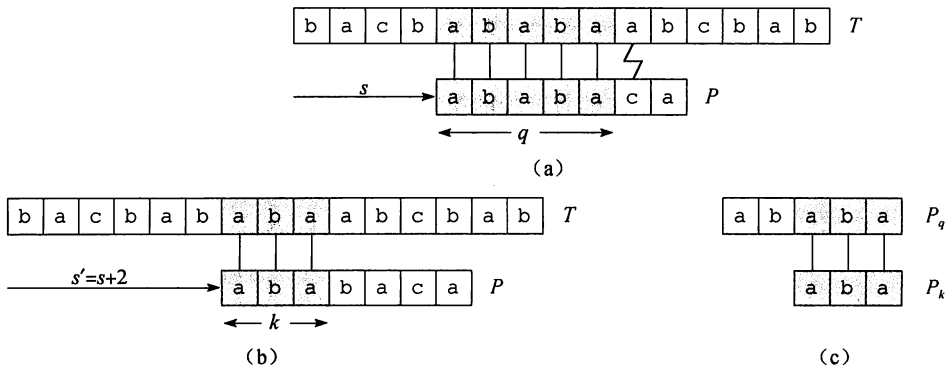 b a c b a b a b a a b c b a b T
s a b a b a c a P
q
(a)
b a c b a b a b a a b c b a b T
s'=s+2 a b a b a c a P
k
(b)
a b a b a P_q
a b a P_k
(c)